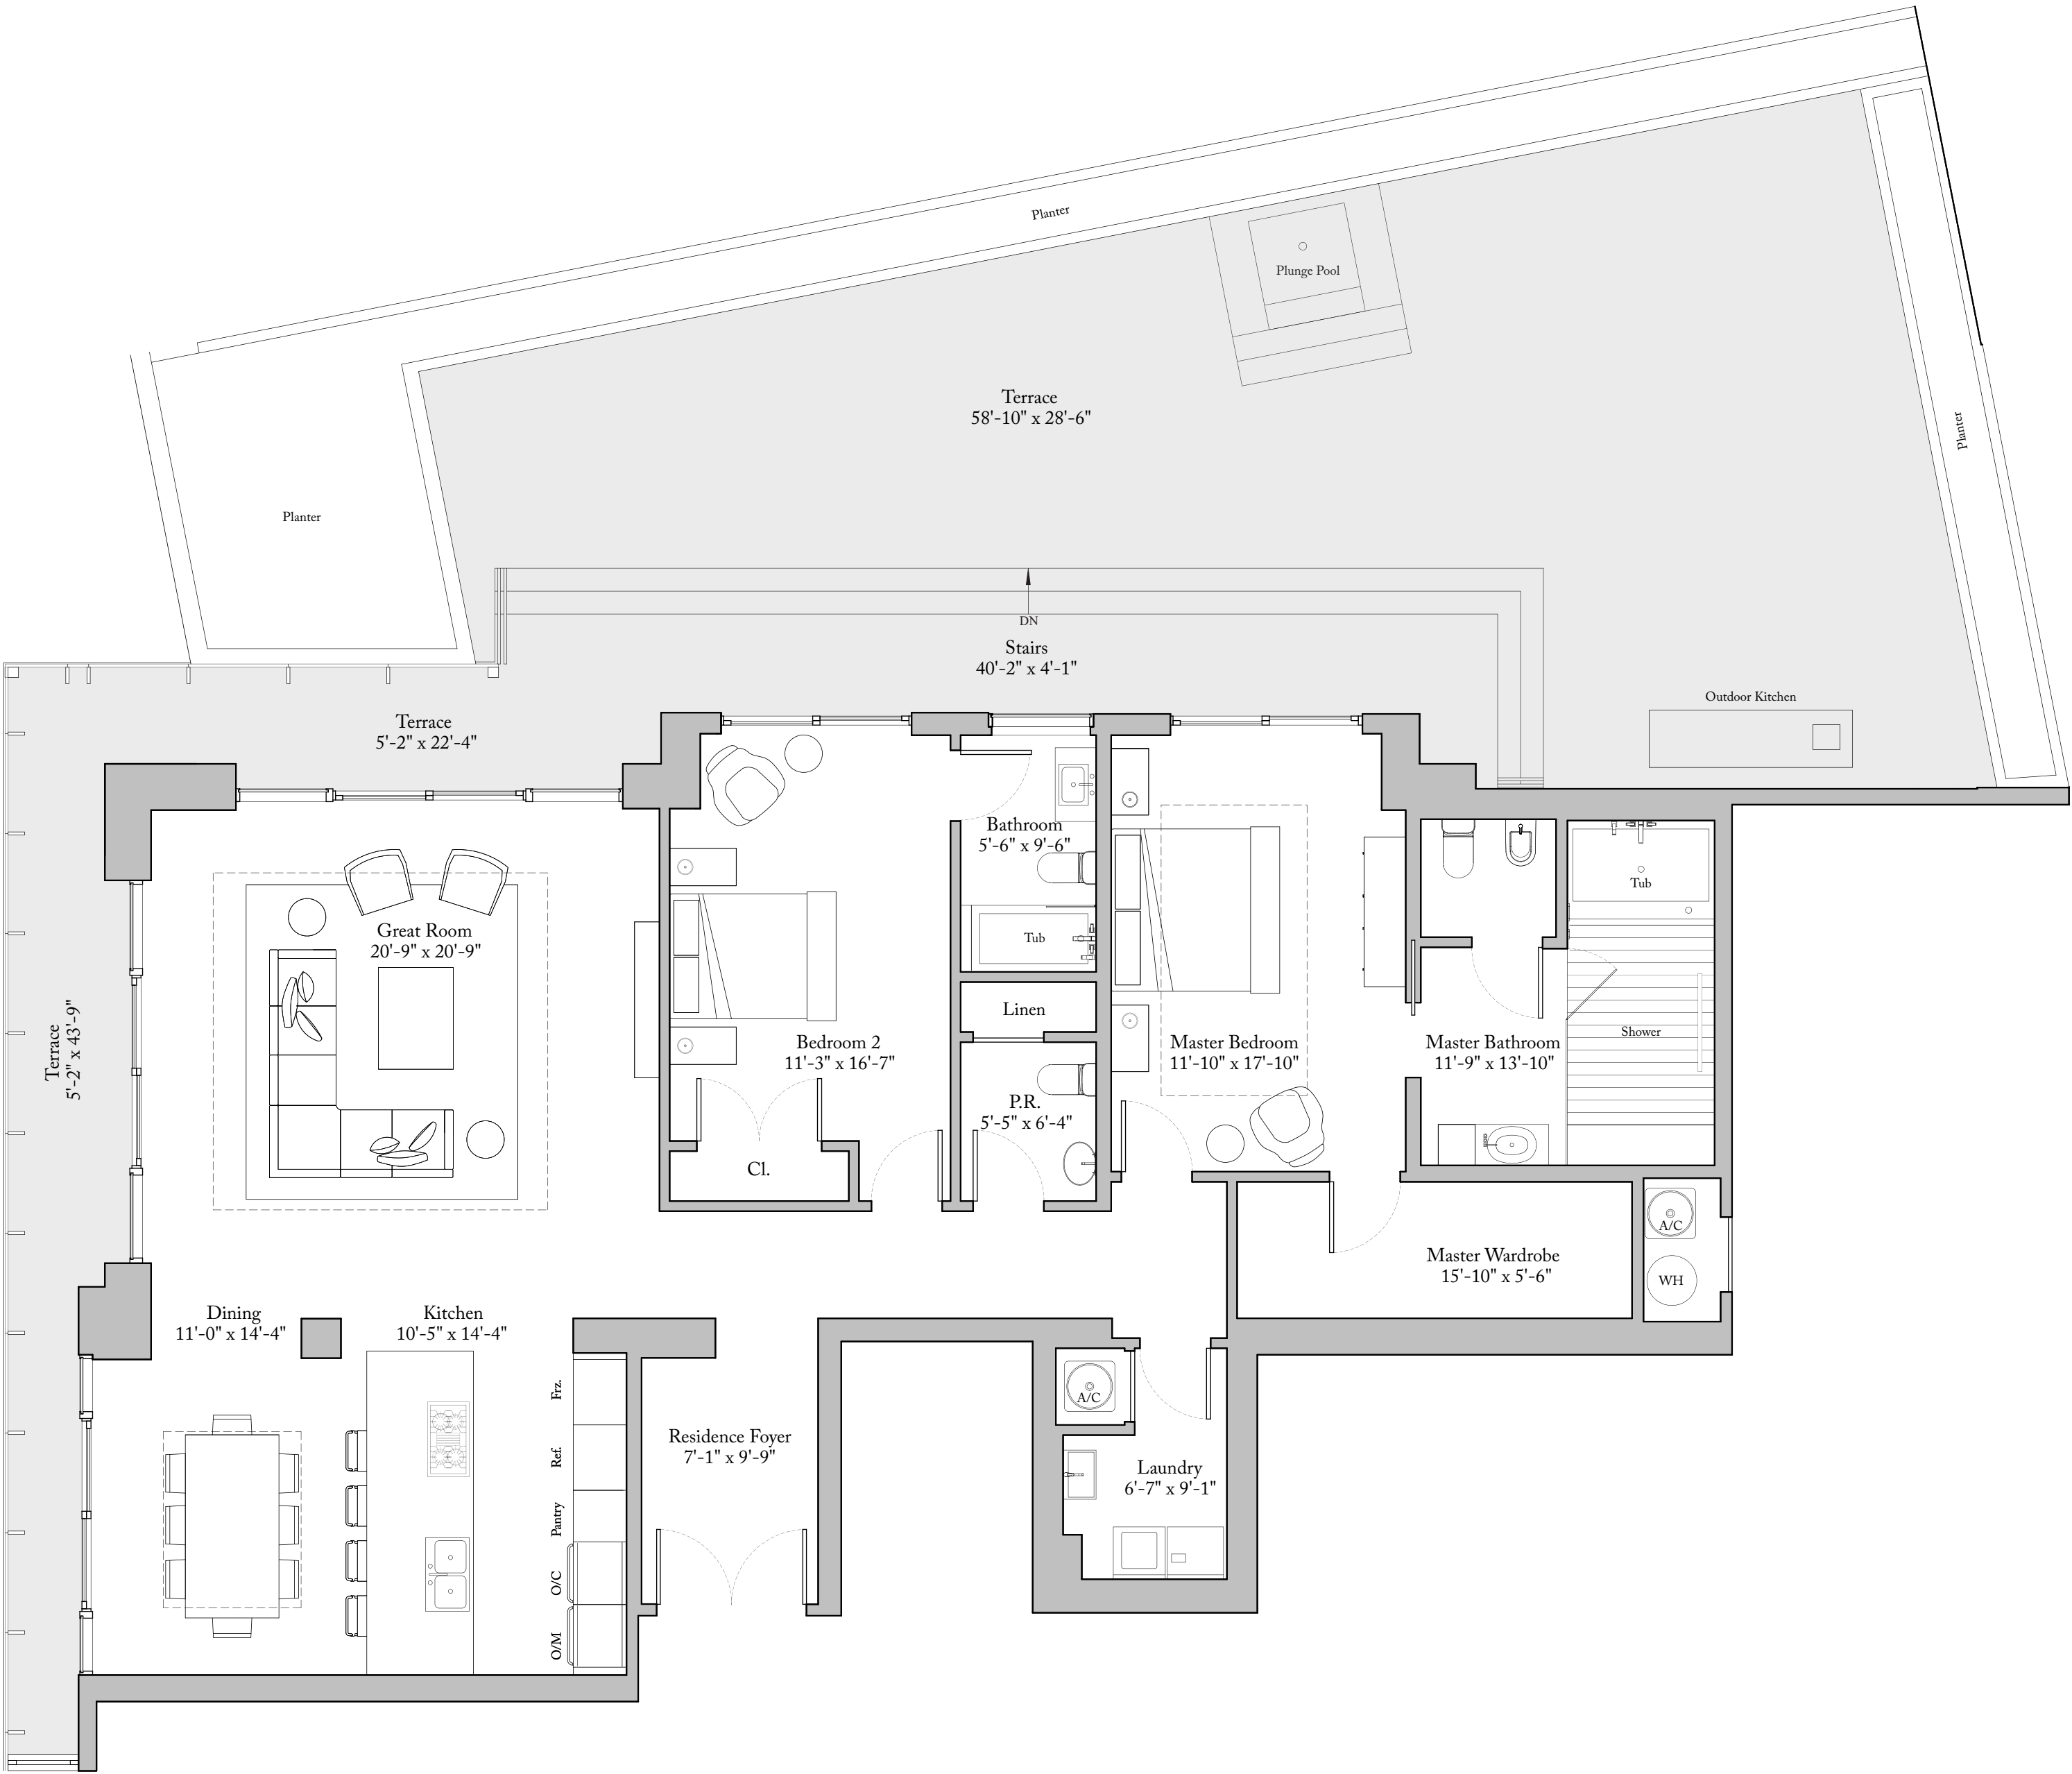 Planter
Plunge Pool
Terrace
58'-10" x 28'-6"
Planter
Planter
DN
Stairs
40'-2" x 4'-1"
Outdoor Kitchen
Terrace
5'-2" x 22'-4"
Bathroom
5'-6" x 9'-6"
Tub
Great Room
20'-9" x 20'-9"
Tub
Linen
Terrace
5'-2" x 43'-9"
Bedroom 2
11'-3" x 16'-7"
Master Bedroom
11'-10" x 17'-10"
Master Bathroom
11'-9" x 13'-10"
Shower
P.R.
5'-5" x 6'-4"
Cl.
A/C
Master Wardrobe
15'-10" x 5'-6"
WH
Dining
11'-0" x 14'-4"
Kitchen
10'-5" x 14'-4"
Frz.
A/C
Residence Foyer
7'-1" x 9'-9"
Ref.
Laundry
6'-7" x 9'-1"
Pantry
O/C
O/M